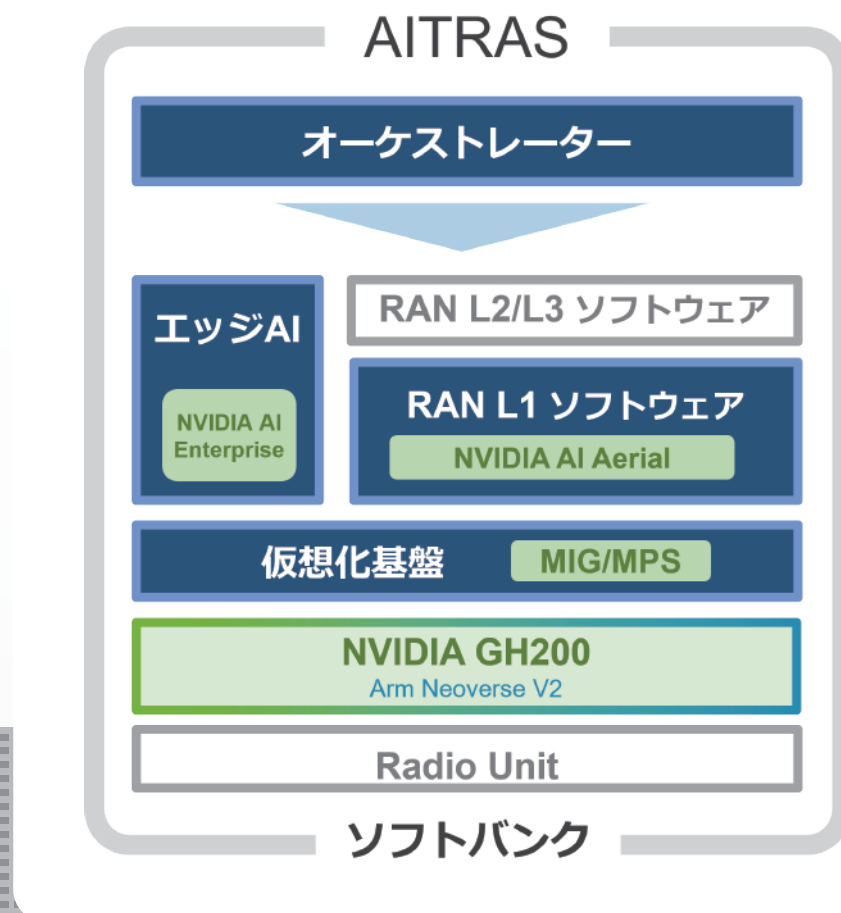 AITRAS
オーケストレーター
エッジAI
NVIDIA AI
Enterprise
RAN L2/L3 ソフトウェア
RAN L1 ソフトウェア
NVIDIA AI Aerial
仮想化基盤
MIG/MPS
NVIDIA GH200
Arm Neoverse V2
Radio Unit
ソフトバンク